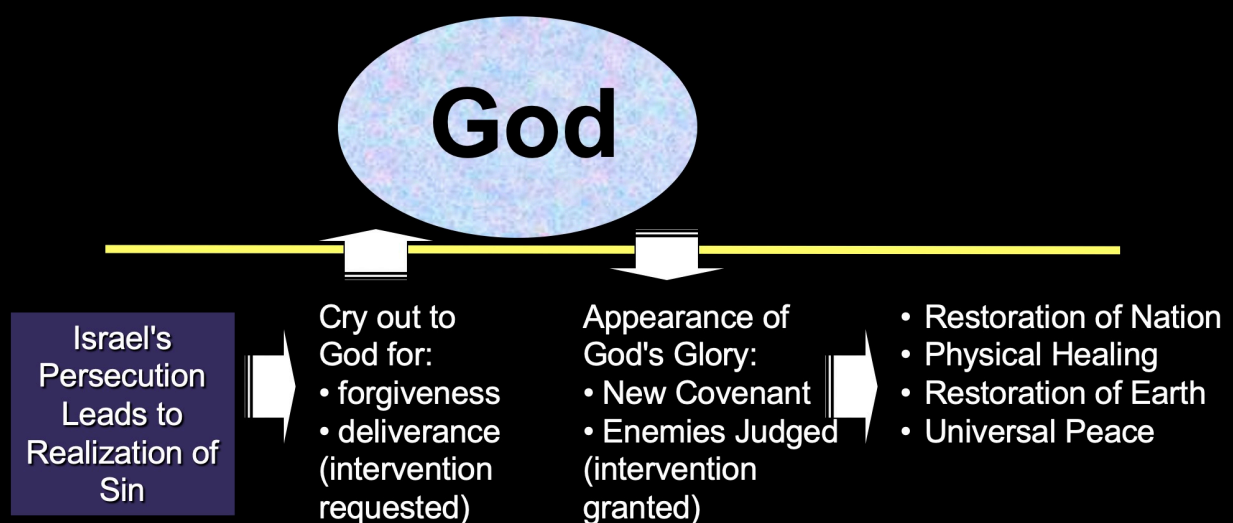 God
Israel's
Persecution
Leads to
Realization of
Sin
Cry out to
God for:
• forgiveness
• deliverance
(intervention
requested)
Appearance of
God's Glory:
• New Covenant
• Enemies Judged
(intervention
granted)
• Restoration of Nation
• Physical Healing
• Restoration of Earth
• Universal Peace